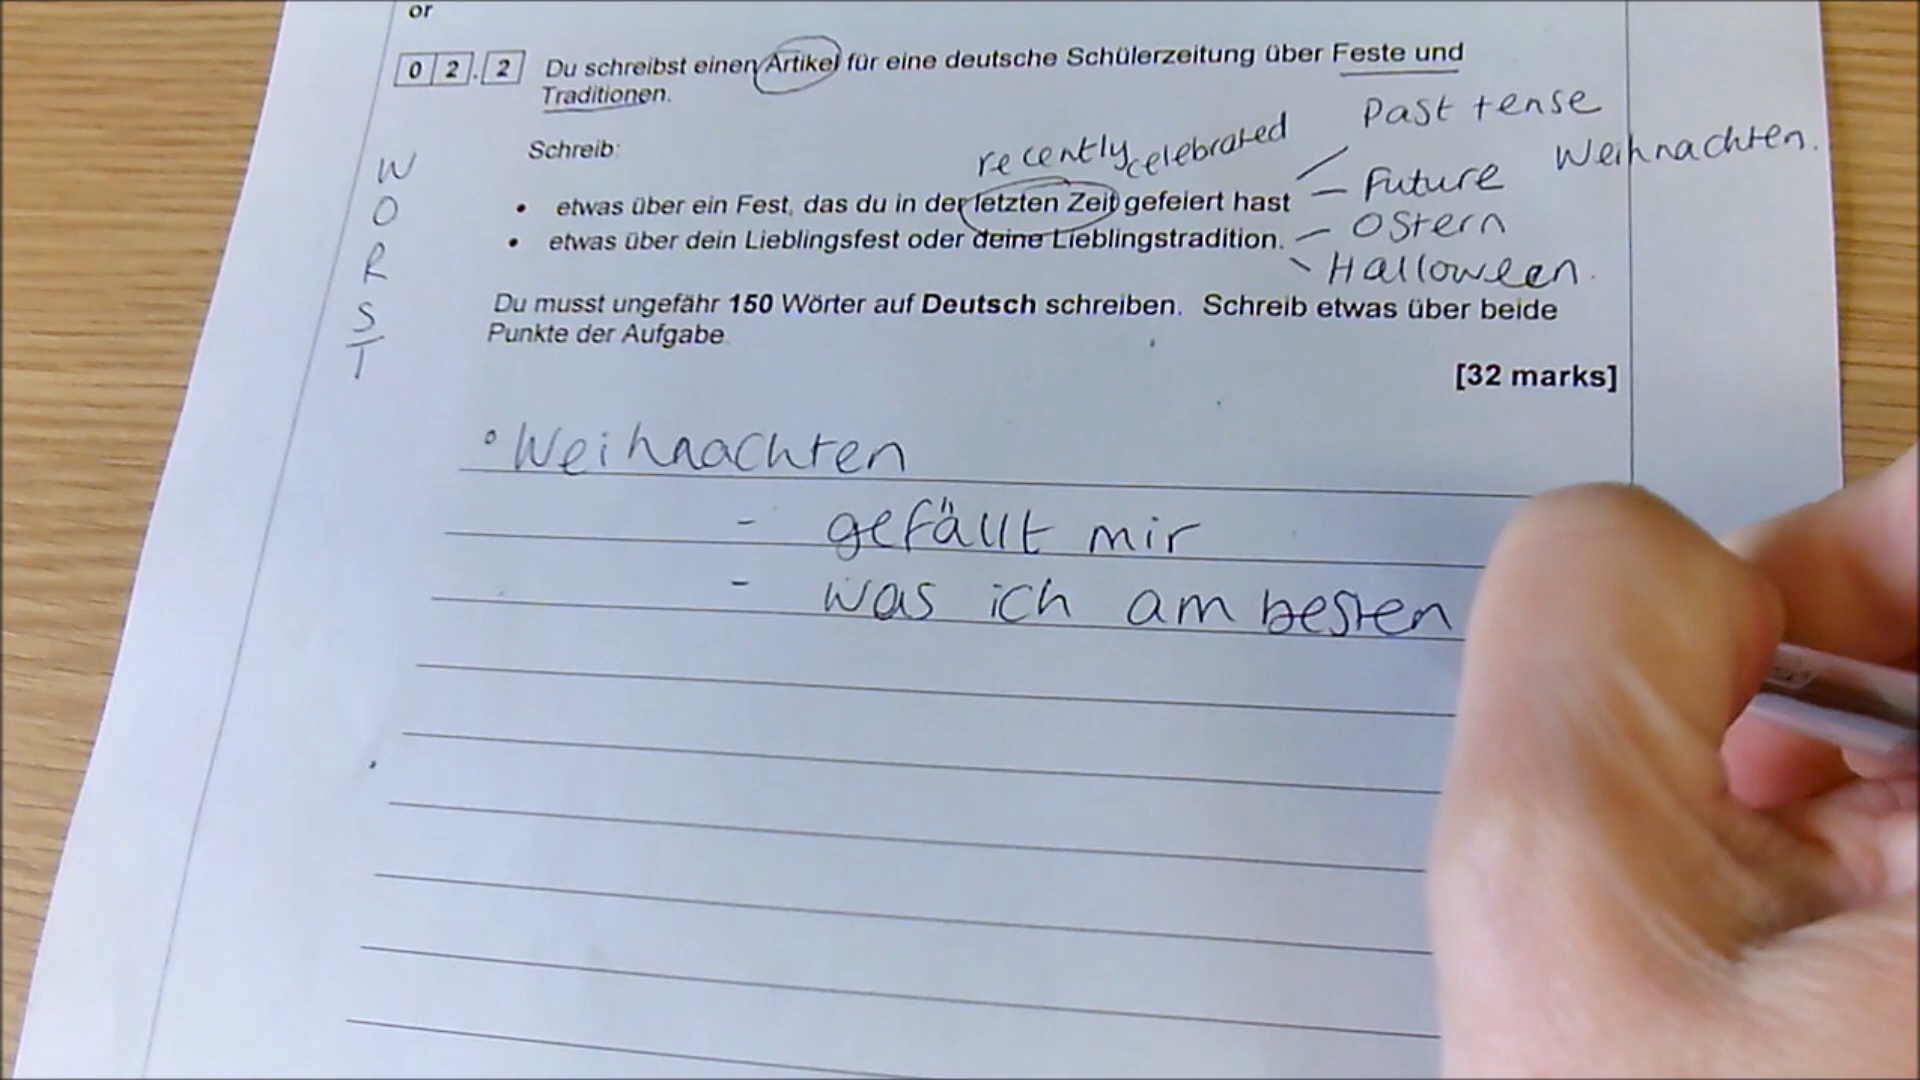 or
0 2 . 2 Du schreibst einen Artikel für eine deutsche Schülerzeitung über Feste und
Traditionen.
Schreib:
recently celebrated
Past tense
Weihnachten.
• etwas über ein Fest, das du in der letzten Zeit gefeiert hast
– Future
• etwas über dein Lieblingsfest oder deine Lieblingstradition.
– Ostern
Halloween.
W
O
R
S
T
Du musst ungefähr 150 Wörter auf Deutsch schreiben. Schreib etwas über beide
Punkte der Aufgabe.
[32 marks]
• Weihnachten
- gefällt mir
- was ich am besten